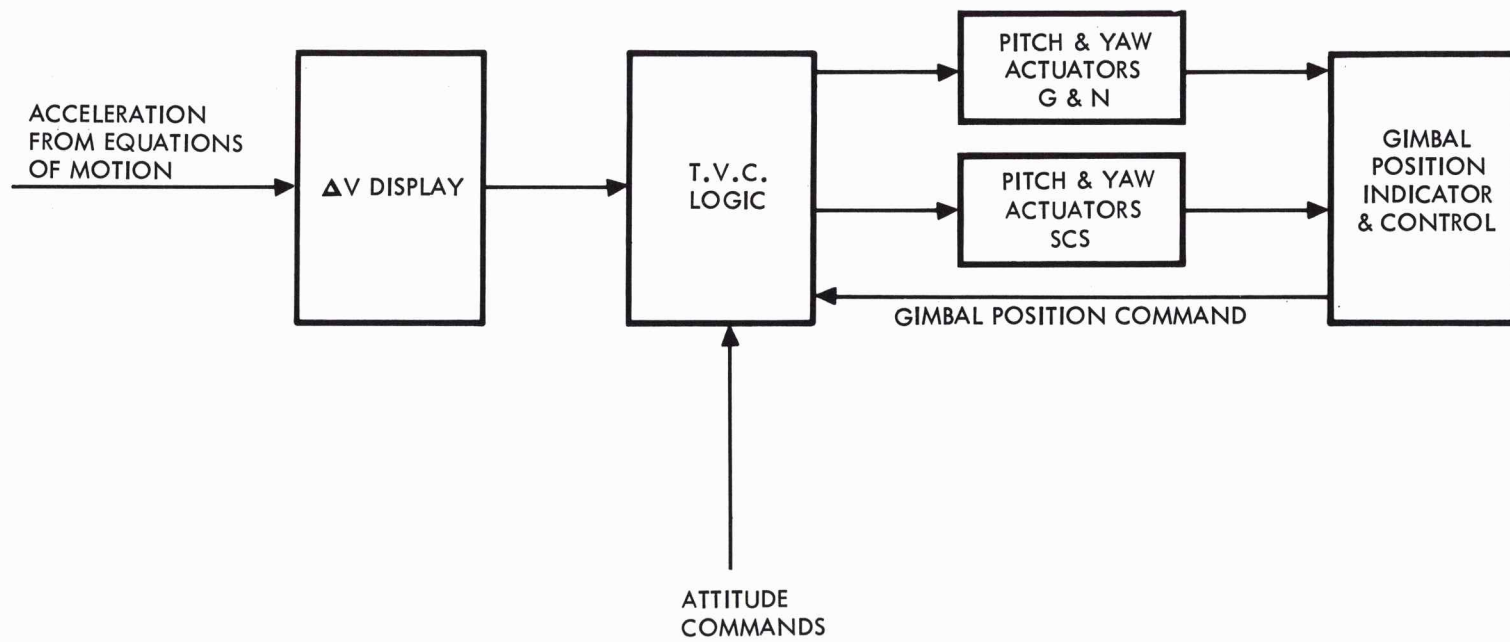 ACCELERATION
FROM EQUATIONS
OF MOTION
ΔV DISPLAY
T.V.C.
LOGIC
PITCH & YAW
ACTUATORS
G & N
PITCH & YAW
ACTUATORS
SCS
GIMBAL
POSITION
INDICATOR
& CONTROL
GIMBAL POSITION COMMAND
ATTITUDE
COMMANDS